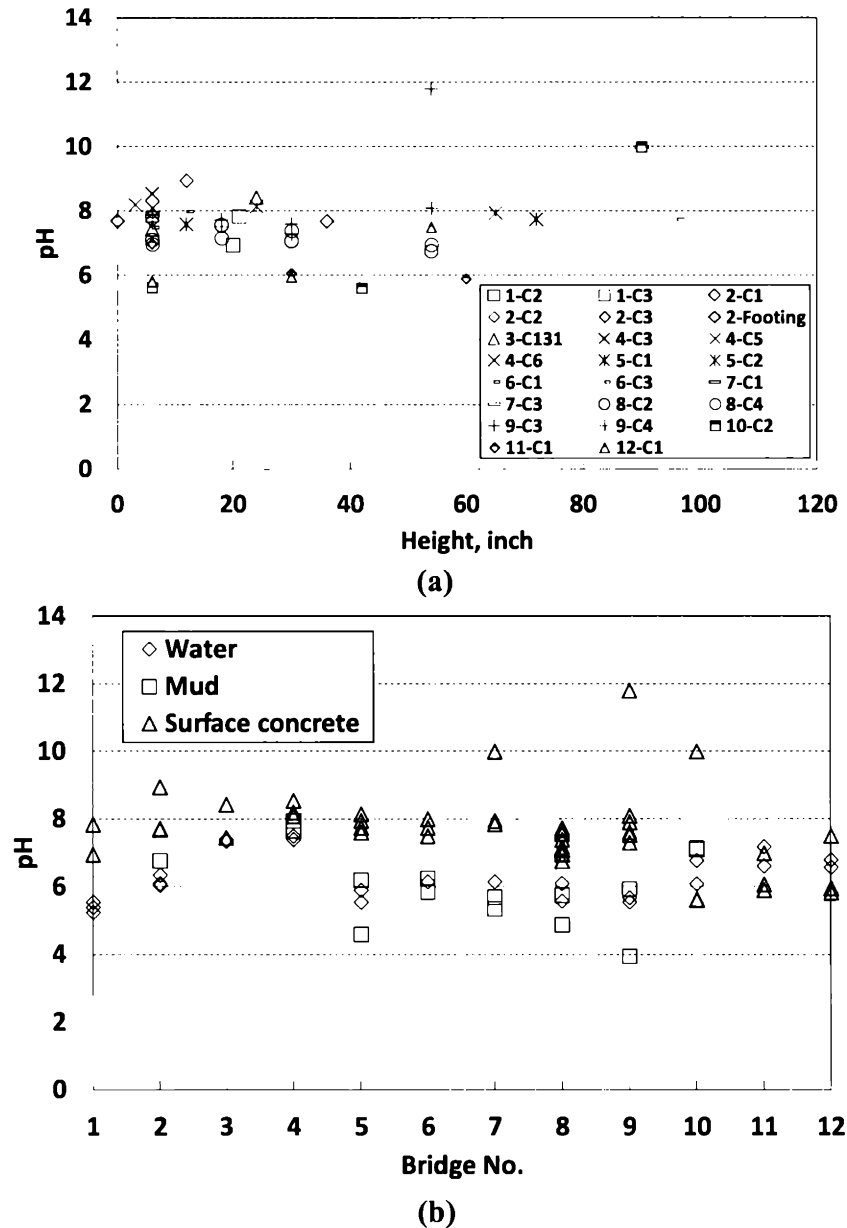 14
12
10
8
6
4
2
0
pH
0 20 40 60 80 100 120
Height, inch
1-C2 1-C3 2-C1
2-C2 2-C3 2-Footing
3-C131 4-C3 4-C5
4-C6 5-C1 5-C2
6-C1 6-C3 7-C1
7-C3 8-C2 8-C4
9-C3 9-C4 10-C2
11-C1 12-C1
(a)
14
12
10
8
6
4
2
0
pH
Water
Mud
Surface concrete
1 2 3 4 5 6 7 8 9 10 11 12
Bridge No.
(b)